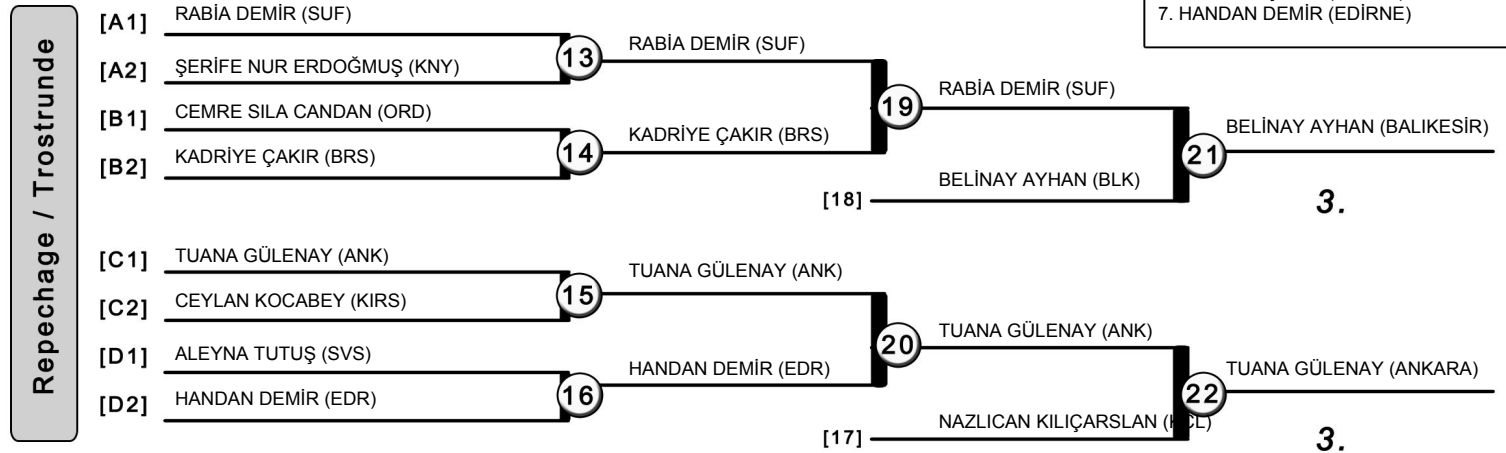 7. HANDAN DEMİR (EDİRNE)
Repechage / Trostrunde
[A1] RABİA DEMİR (SUF)
[A2] ŞERİFE NUR ERDOĞMUŞ (KNY)
13
RABİA DEMİR (SUF)
[B1] CEMRE SILA CANDAN (ORD)
[B2] KADRİYE ÇAKIR (BRS)
14
KADRİYE ÇAKIR (BRS)
19
RABİA DEMİR (SUF)
[18] BELİNAY AYHAN (BLK)
21
BELİNAY AYHAN (BALIKESİR)
3.
[C1] TUANA GÜLENAY (ANK)
[C2] CEYLAN KOCABEY (KIRS)
15
TUANA GÜLENAY (ANK)
[D1] ALEYNA TUTUŞ (SVS)
[D2] HANDAN DEMİR (EDR)
16
HANDAN DEMİR (EDR)
20
TUANA GÜLENAY (ANK)
[17] NAZLICAN KILIÇARSLAN
22
TUANA GÜLENAY (ANKARA)
3.